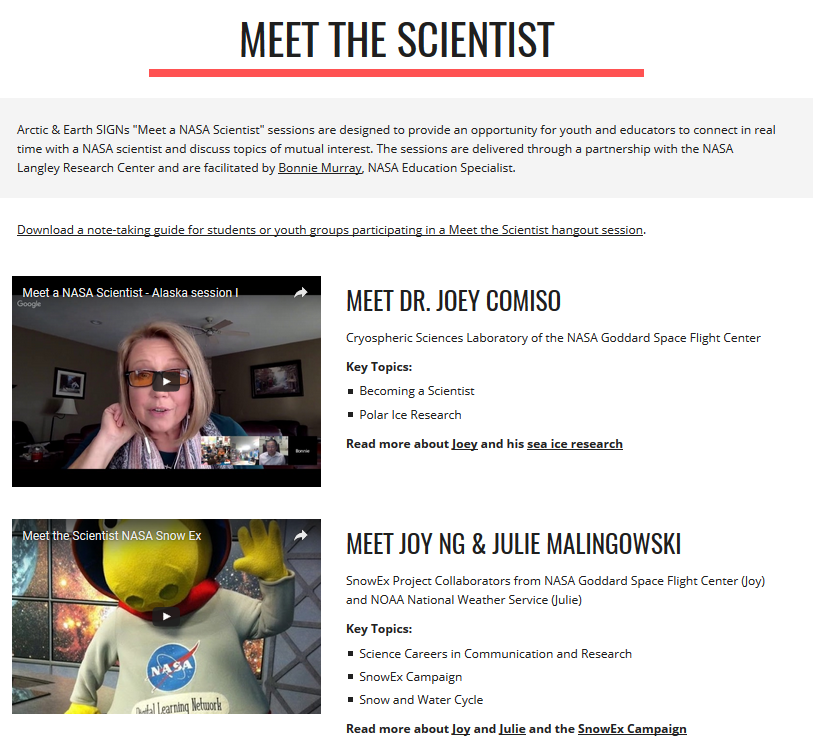 MEET THE SCIENTIST
Arctic & Earth SIGNs "Meet a NASA Scientist" sessions are designed to provide an opportunity for youth and educators to connect in real
time with a NASA scientist and discuss topics of mutual interest. The sessions are delivered through a partnership with the NASA
Langley Research Center and are facilitated by Bonnie Murray, NASA Education Specialist.
Download a note-taking guide for students or youth groups participating in a Meet the Scientist hangout session.
Meet a NASA Scientist - Alaska session I
Google
Bonnie
MEET DR. JOEY COMISO
Cryospheric Sciences Laboratory of the NASA Goddard Space Flight Center
Key Topics:
Becoming a Scientist
Polar Ice Research
Read more about Joey and his sea ice research
Meet the Scientist NASA Snow Ex
NASA
Digital Learning Network
MEET JOY NG & JULIE MALINGOWSKI
SnowEx Project Collaborators from NASA Goddard Space Flight Center (Joy)
and NOAA National Weather Service (Julie)
Key Topics:
Science Careers in Communication and Research
SnowEx Campaign
Snow and Water Cycle
Read more about Joy and Julie and the SnowEx Campaign